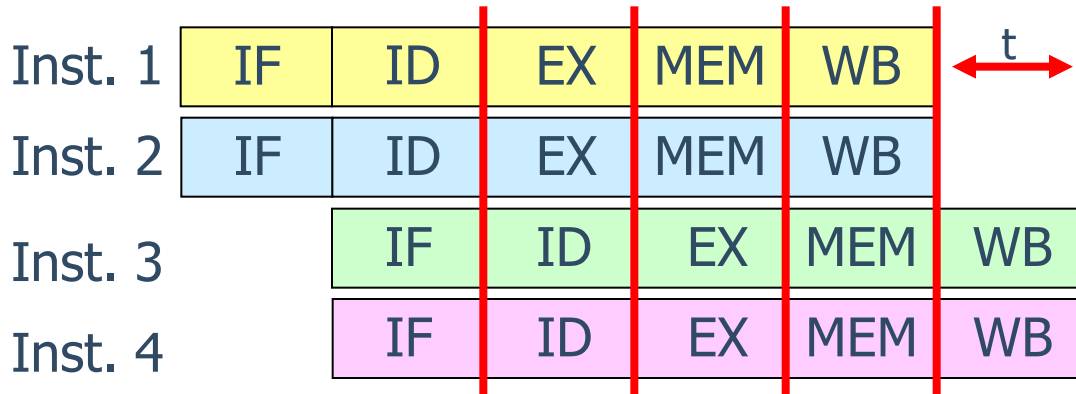 Inst. 1 IF ID EX MEM WB t
Inst. 2 IF ID EX MEM WB
Inst. 3 IF ID EX MEM WB
Inst. 4 IF ID EX MEM WB